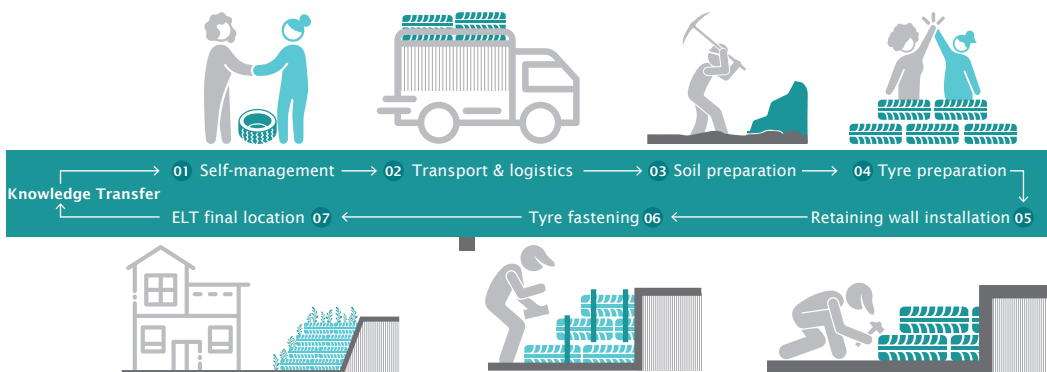 01 Self-management
02 Transport & logistics
03 Soil preparation
04 Tyre preparation
Knowledge Transfer
ELT final location 07
Tyre fastening 06
Retaining wall installation 05